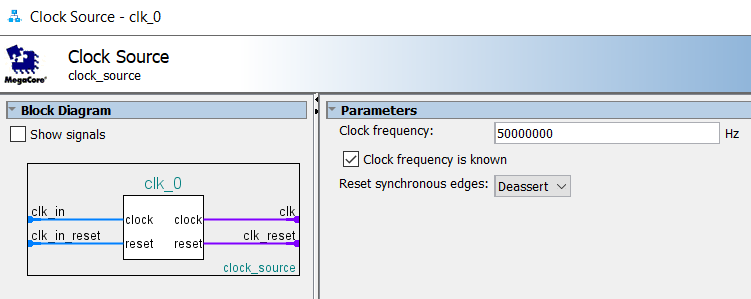 Clock Source - clk_0
MegaCore®
Clock Source
clock_source
Block Diagram
Show signals
clk_0
clk_in
clock
clock
clk
clk_in_reset
reset
reset
clk_reset
clock_source
Parameters
Clock frequency: 50000000 Hz
Clock frequency is known
Reset synchronous edges: Deassert